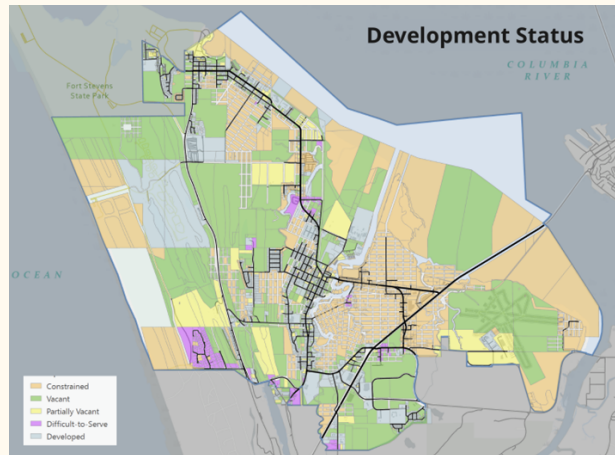 Development Status
COLUMBIA
RIVER
Fort Stevens
State Park
OCEAN
Constrained
Vacant
Partially Vacant
Difficult-to-Serve
Developed